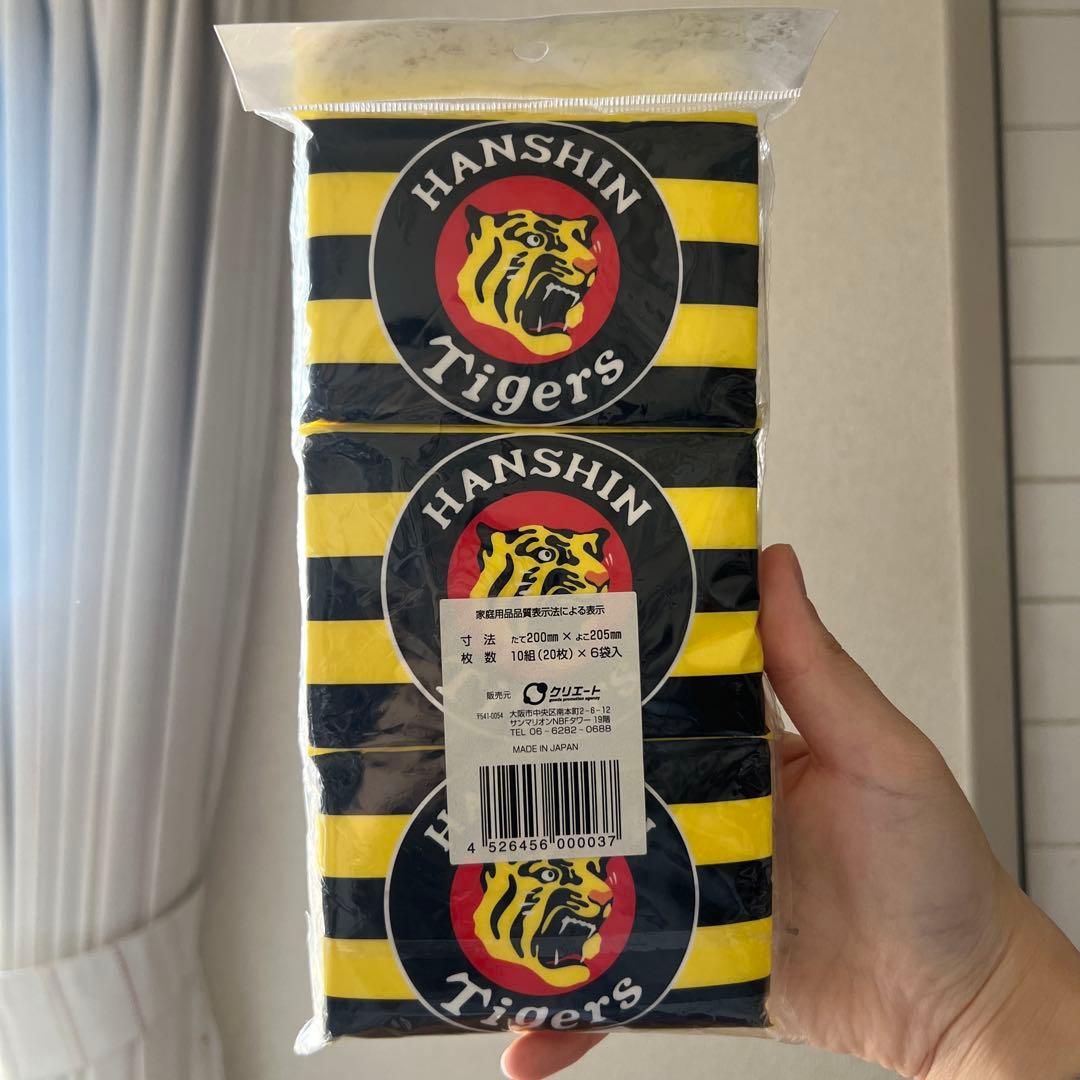 HANSHIN
Tigers
HANSHIN
家庭用品品質表示法による表示
寸 法 たて200mm × よこ205mm
枚 数 10組(20枚) × 6袋入
販売元 クリエート
goods promotion agency
〒541-0054 大阪市中央区南本町2-6-12
サンマリオンNBFタワー 19階
TEL 06-6282-0688
MADE IN JAPAN
4 526456 000037
Tigers